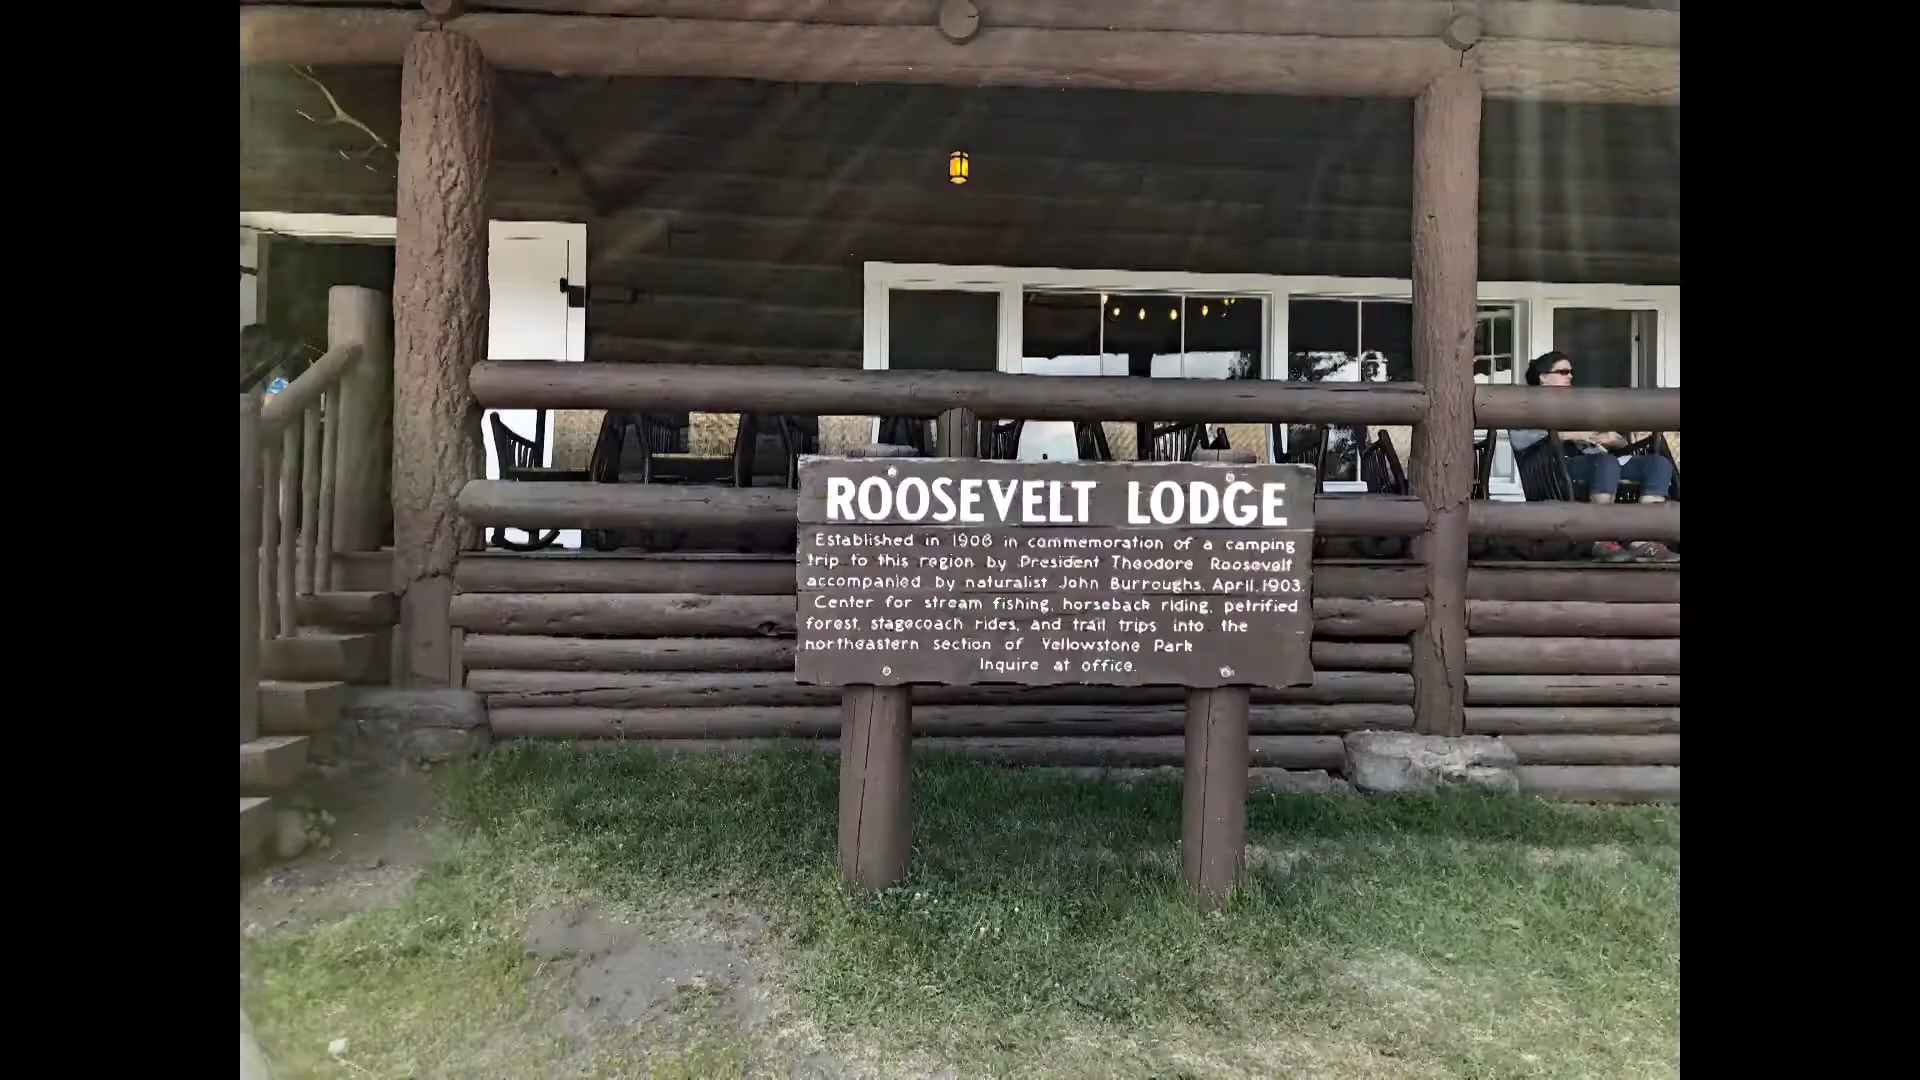 ROOSEVELT LODGE
Established in 1906 in commemoration of a camping
trip to this region by President Theodore Roosevelt
accompanied by naturalist John Burroughs, April, 1903.
Center for stream fishing, horseback riding, petrified
forest, stagecoach rides, and trail trips into the
northeastern section of Yellowstone Park
Inquire at office.